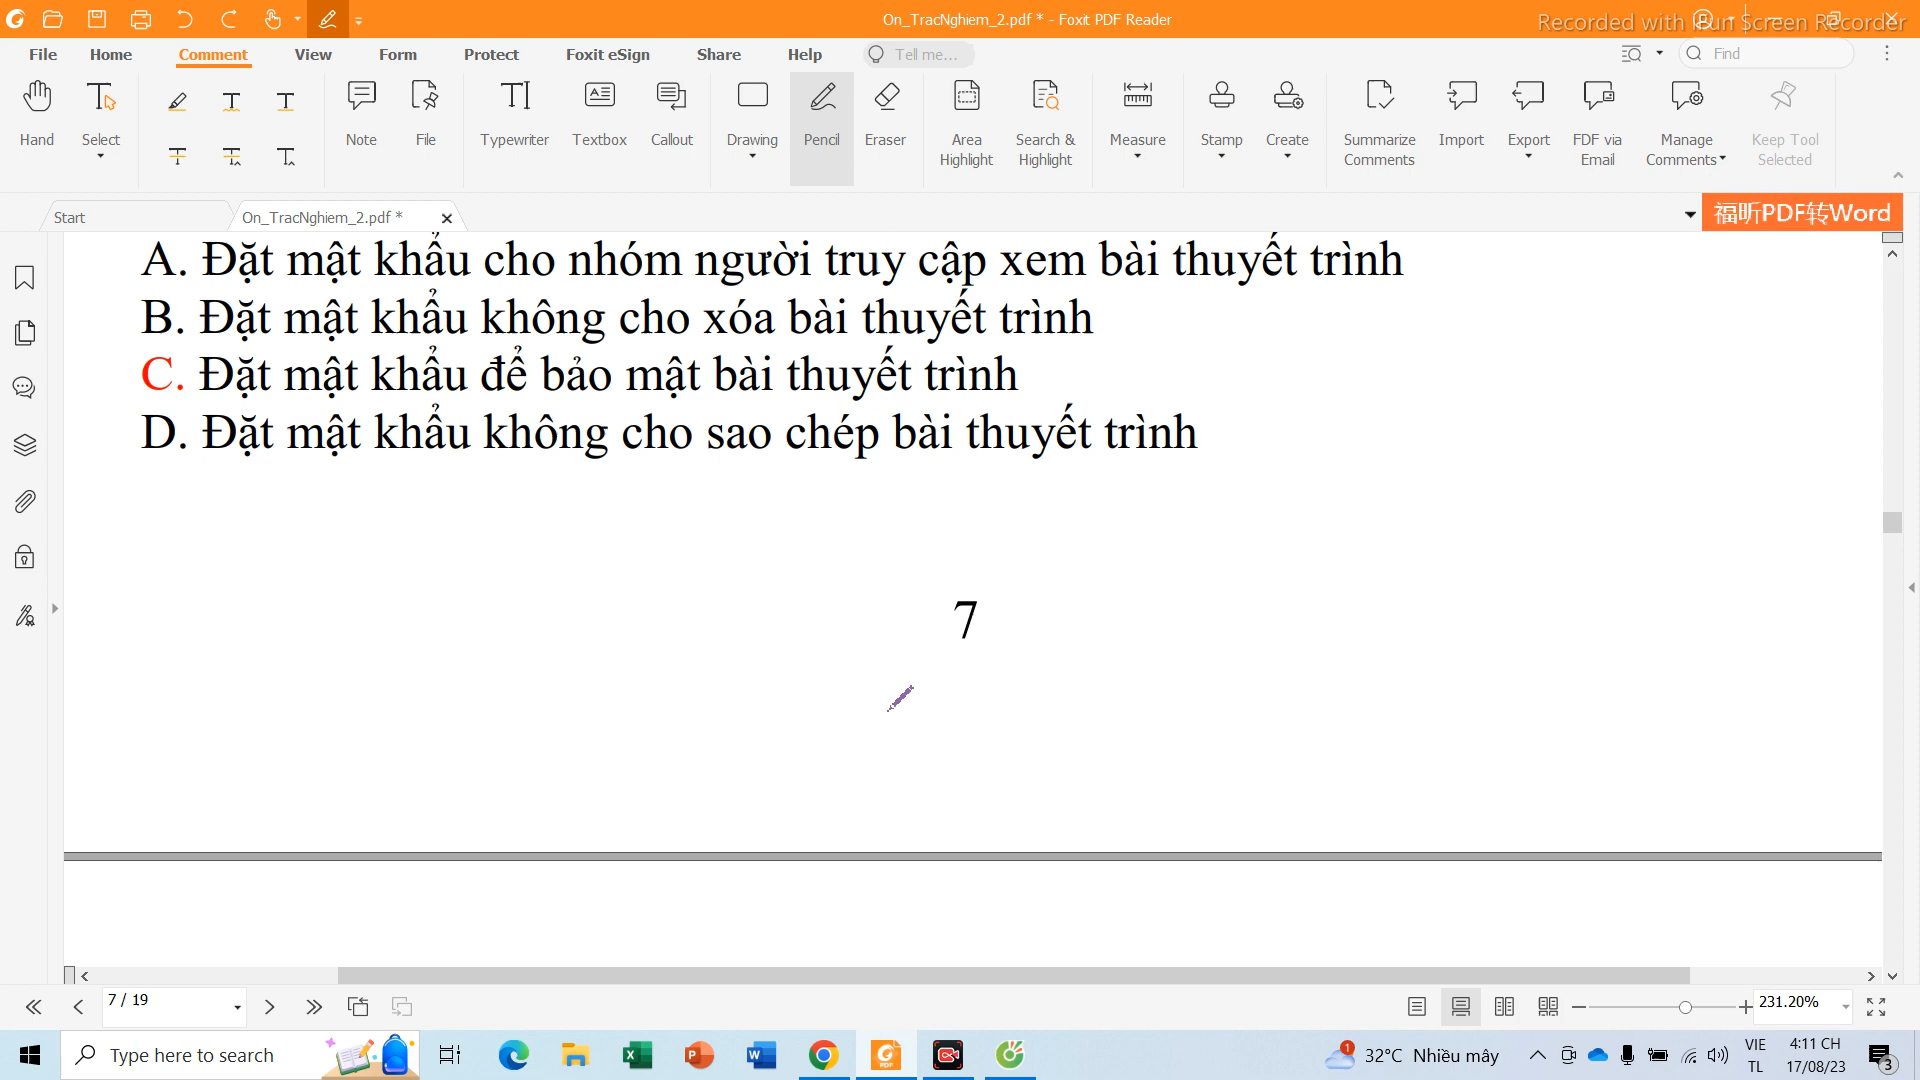 On_TracNghiem_2.pdf * - Foxit PDF Reader
Recorded with Screen Recorder
File Home Comment View Form Protect Foxit eSign Share Help Tell me... Find
Hand Select Note File Typewriter Textbox Callout Drawing Pencil Eraser Area Highlight Search & Highlight Measure Stamp Create Summarize Comments Import Export FDF via Email Manage Comments Keep Tool Selected
Start On_TracNghiem_2.pdf * 福昕PDF转Word
A. Đặt mật khẩu cho nhóm người truy cập xem bài thuyết trình
B. Đặt mật khẩu không cho xóa bài thuyết trình
C. Đặt mật khẩu để bảo mật bài thuyết trình
D. Đặt mật khẩu không cho sao chép bài thuyết trình
7
7 / 19 231.20%
Type here to search 1 32°C Nhiều mây VIE 4:11 CH
TL 17/08/23 3